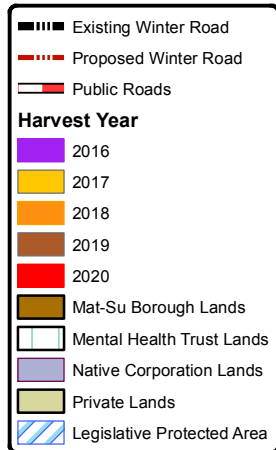 Existing Winter Road
Proposed Winter Road
Public Roads
Harvest Year
2016
2017
2018
2019
2020
Mat-Su Borough Lands
Mental Health Trust Lands
Native Corporation Lands
Private Lands
Legislative Protected Area